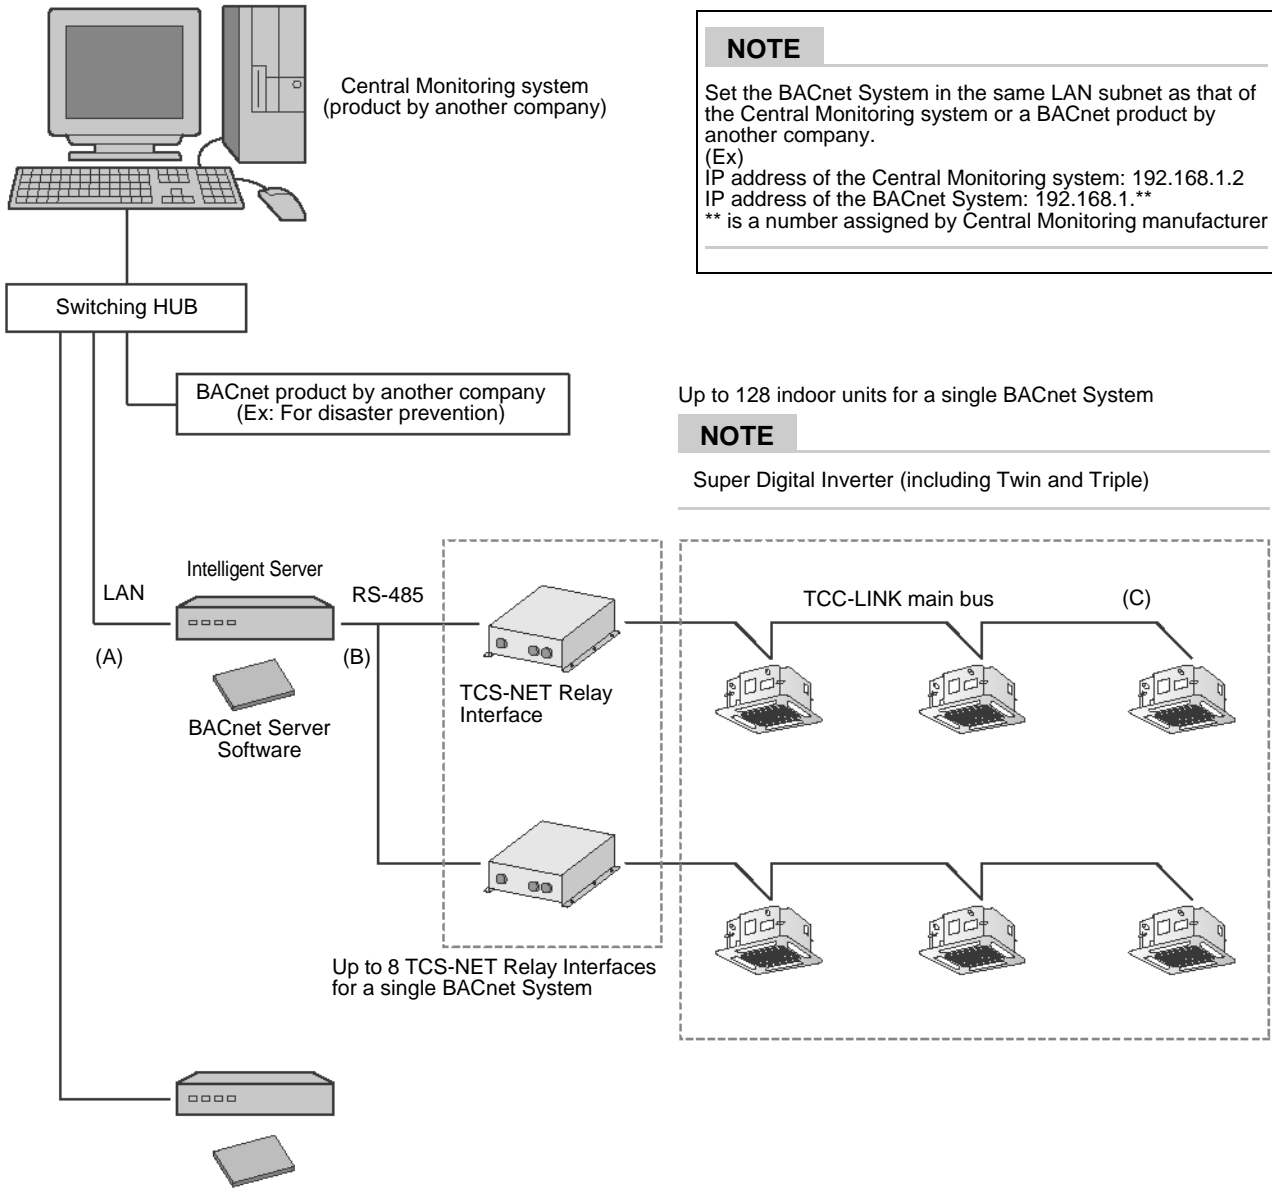 Central Monitoring system
(product by another company)
NOTE
Set the BACnet System in the same LAN subnet as that of
the Central Monitoring system or a BACnet product by
another company.
(Ex)
IP address of the Central Monitoring system: 192.168.1.2
IP address of the BACnet System: 192.168.1.**
** is a number assigned by Central Monitoring manufacturer
Switching HUB
BACnet product by another company
(Ex: For disaster prevention)
Up to 128 indoor units for a single BACnet System
NOTE
Super Digital Inverter (including Twin and Triple)
Intelligent Server
LAN
RS-485
TCC-LINK main bus
(C)
(A)
(B)
TCS-NET Relay
Interface
BACnet Server
Software
Up to 8 TCS-NET Relay Interfaces
for a single BACnet System